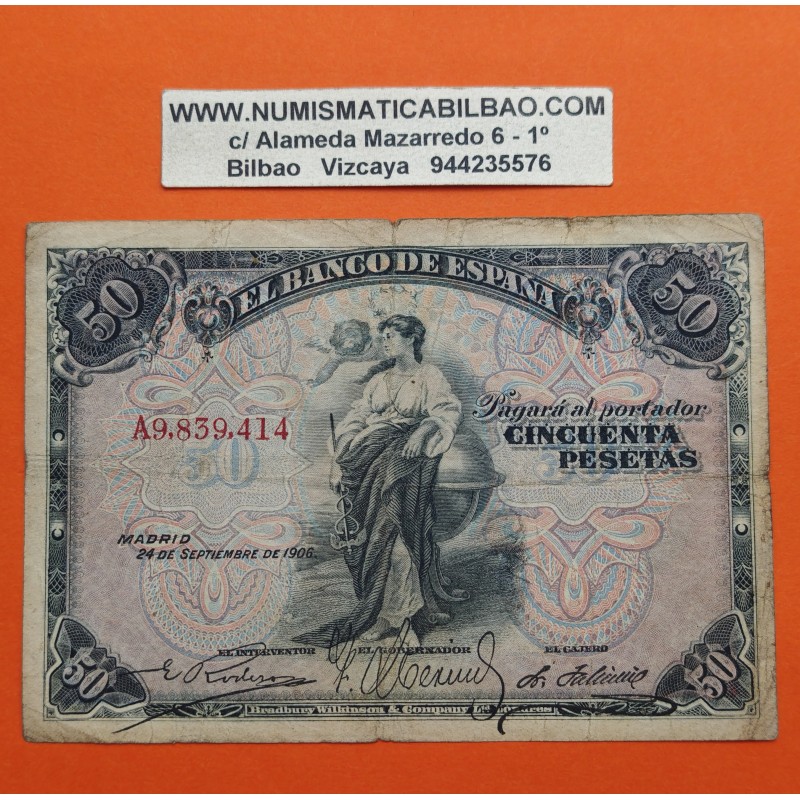 WWW.NUMISMATICABILBAO.COM
c/ Alameda Mazarredo 6 - 1º
Bilbao Vizcaya 944235576
50
EL BANCO DE ESPAÑA
50
Pagará al portador
CINCUENTA
PESETAS
A9,839,414
50
MADRID
24 DE SEPTIEMBRE DE 1906.
EL INTERVENTOR
EL GOBERNADOR
EL CAJERO
50
50
Bradbury Wilkinson & Company